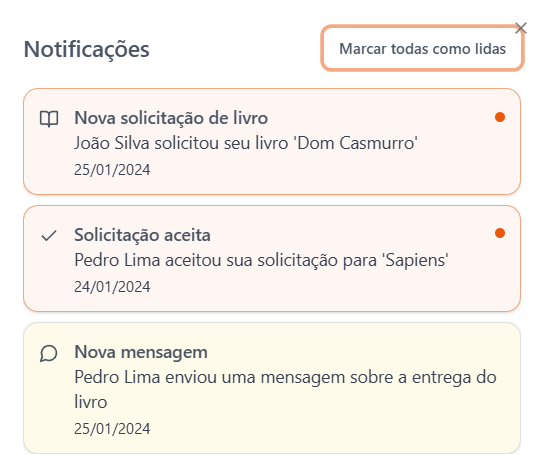 Notificações
Marcar todas como lidas
Nova solicitação de livro
João Silva solicitou seu livro 'Dom Casmurro'
25/01/2024
Solicitação aceita
Pedro Lima aceitou sua solicitação para 'Sapiens'
24/01/2024
Nova mensagem
Pedro Lima enviou uma mensagem sobre a entrega do
livro
25/01/2024